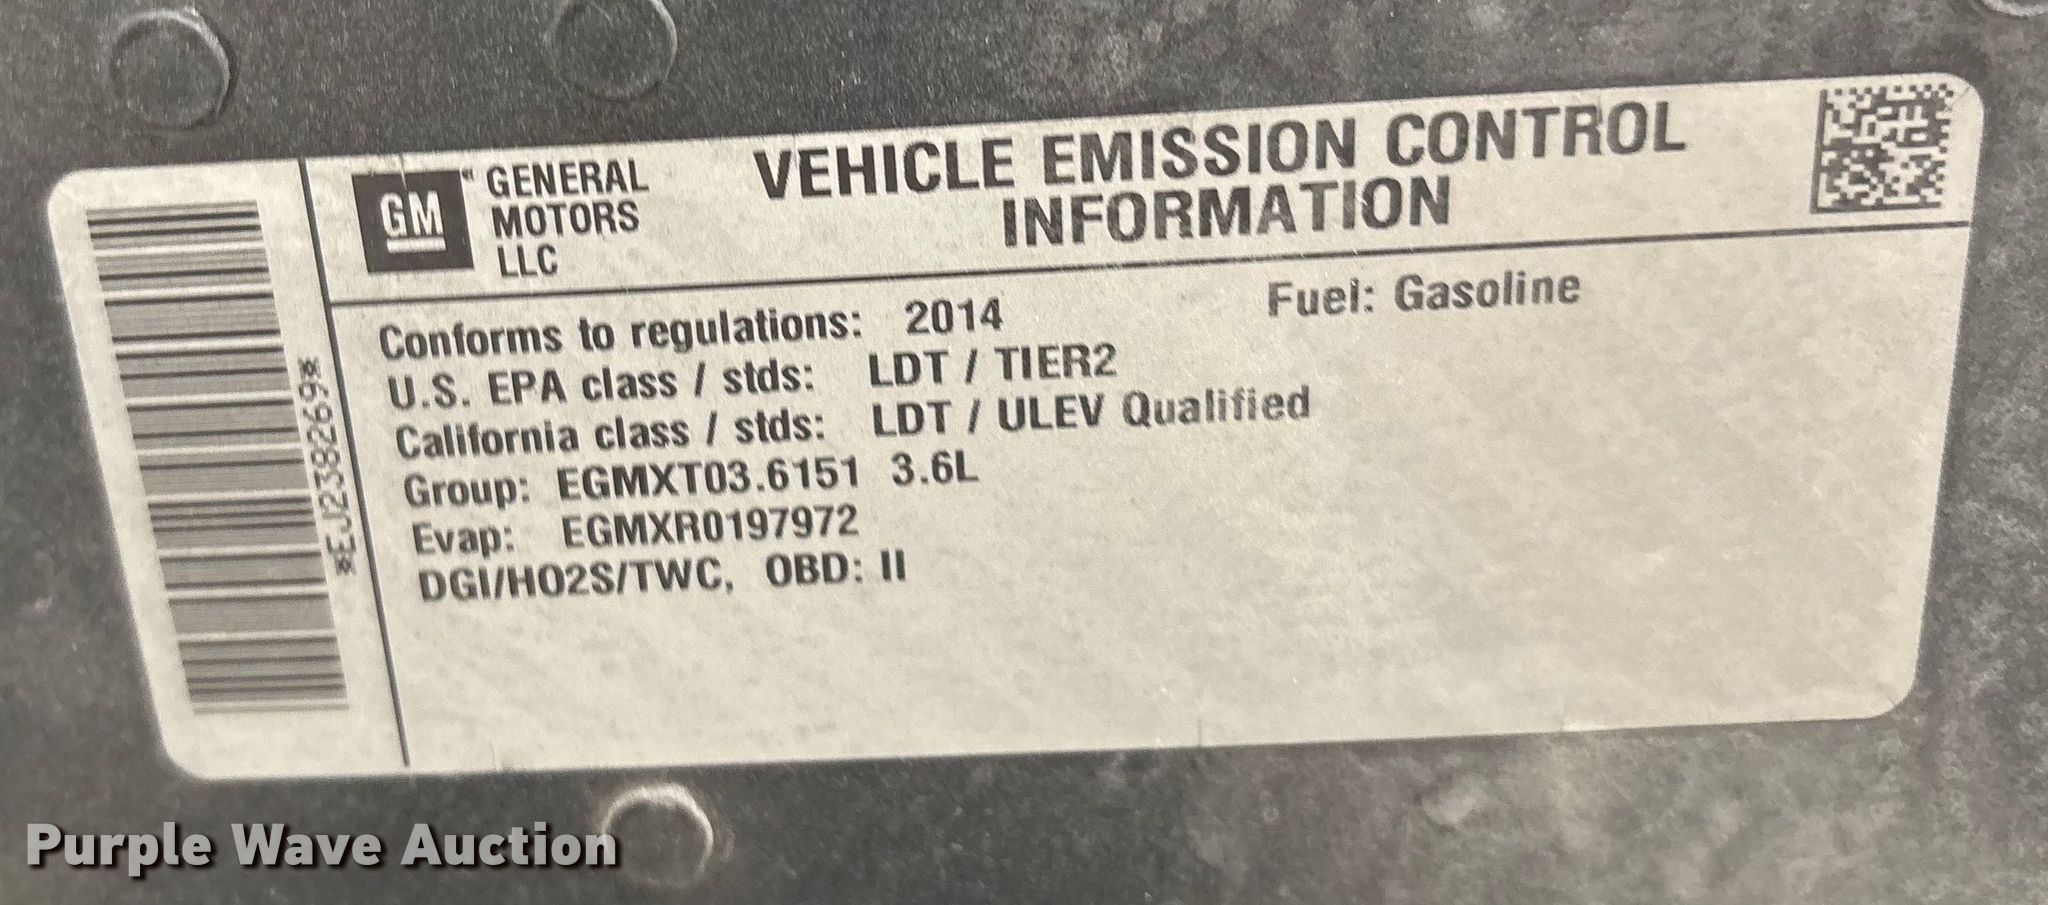 GM
GENERAL
MOTORS
LLC
VEHICLE EMISSION CONTROL
INFORMATION
*EJ238269*
Conforms to regulations: 2014 Fuel: Gasoline
U.S. EPA class / stds: LDT / TIER2
California class / stds: LDT / ULEV Qualified
Group: EGMXT03.6151 3.6L
Evap: EGMXR0197972
DGI/HO2S/TWC, OBD: II
Purple Wave Auction